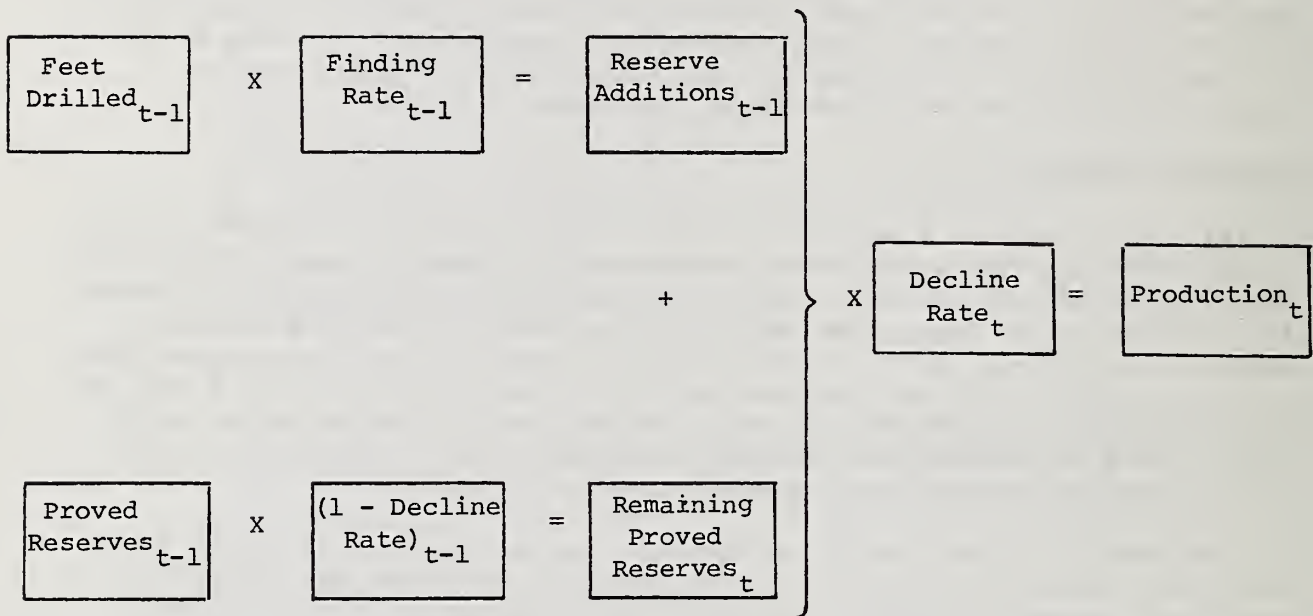 Feet
Drilled t-1
X
Finding
Rate t-1
=
Reserve
Additions t-1
+
X
Decline
Rate t
=
Production t
Proved
Reserves t-1
X
(1 - Decline
Rate) t-1
=
Remaining
Proved
Reserves t